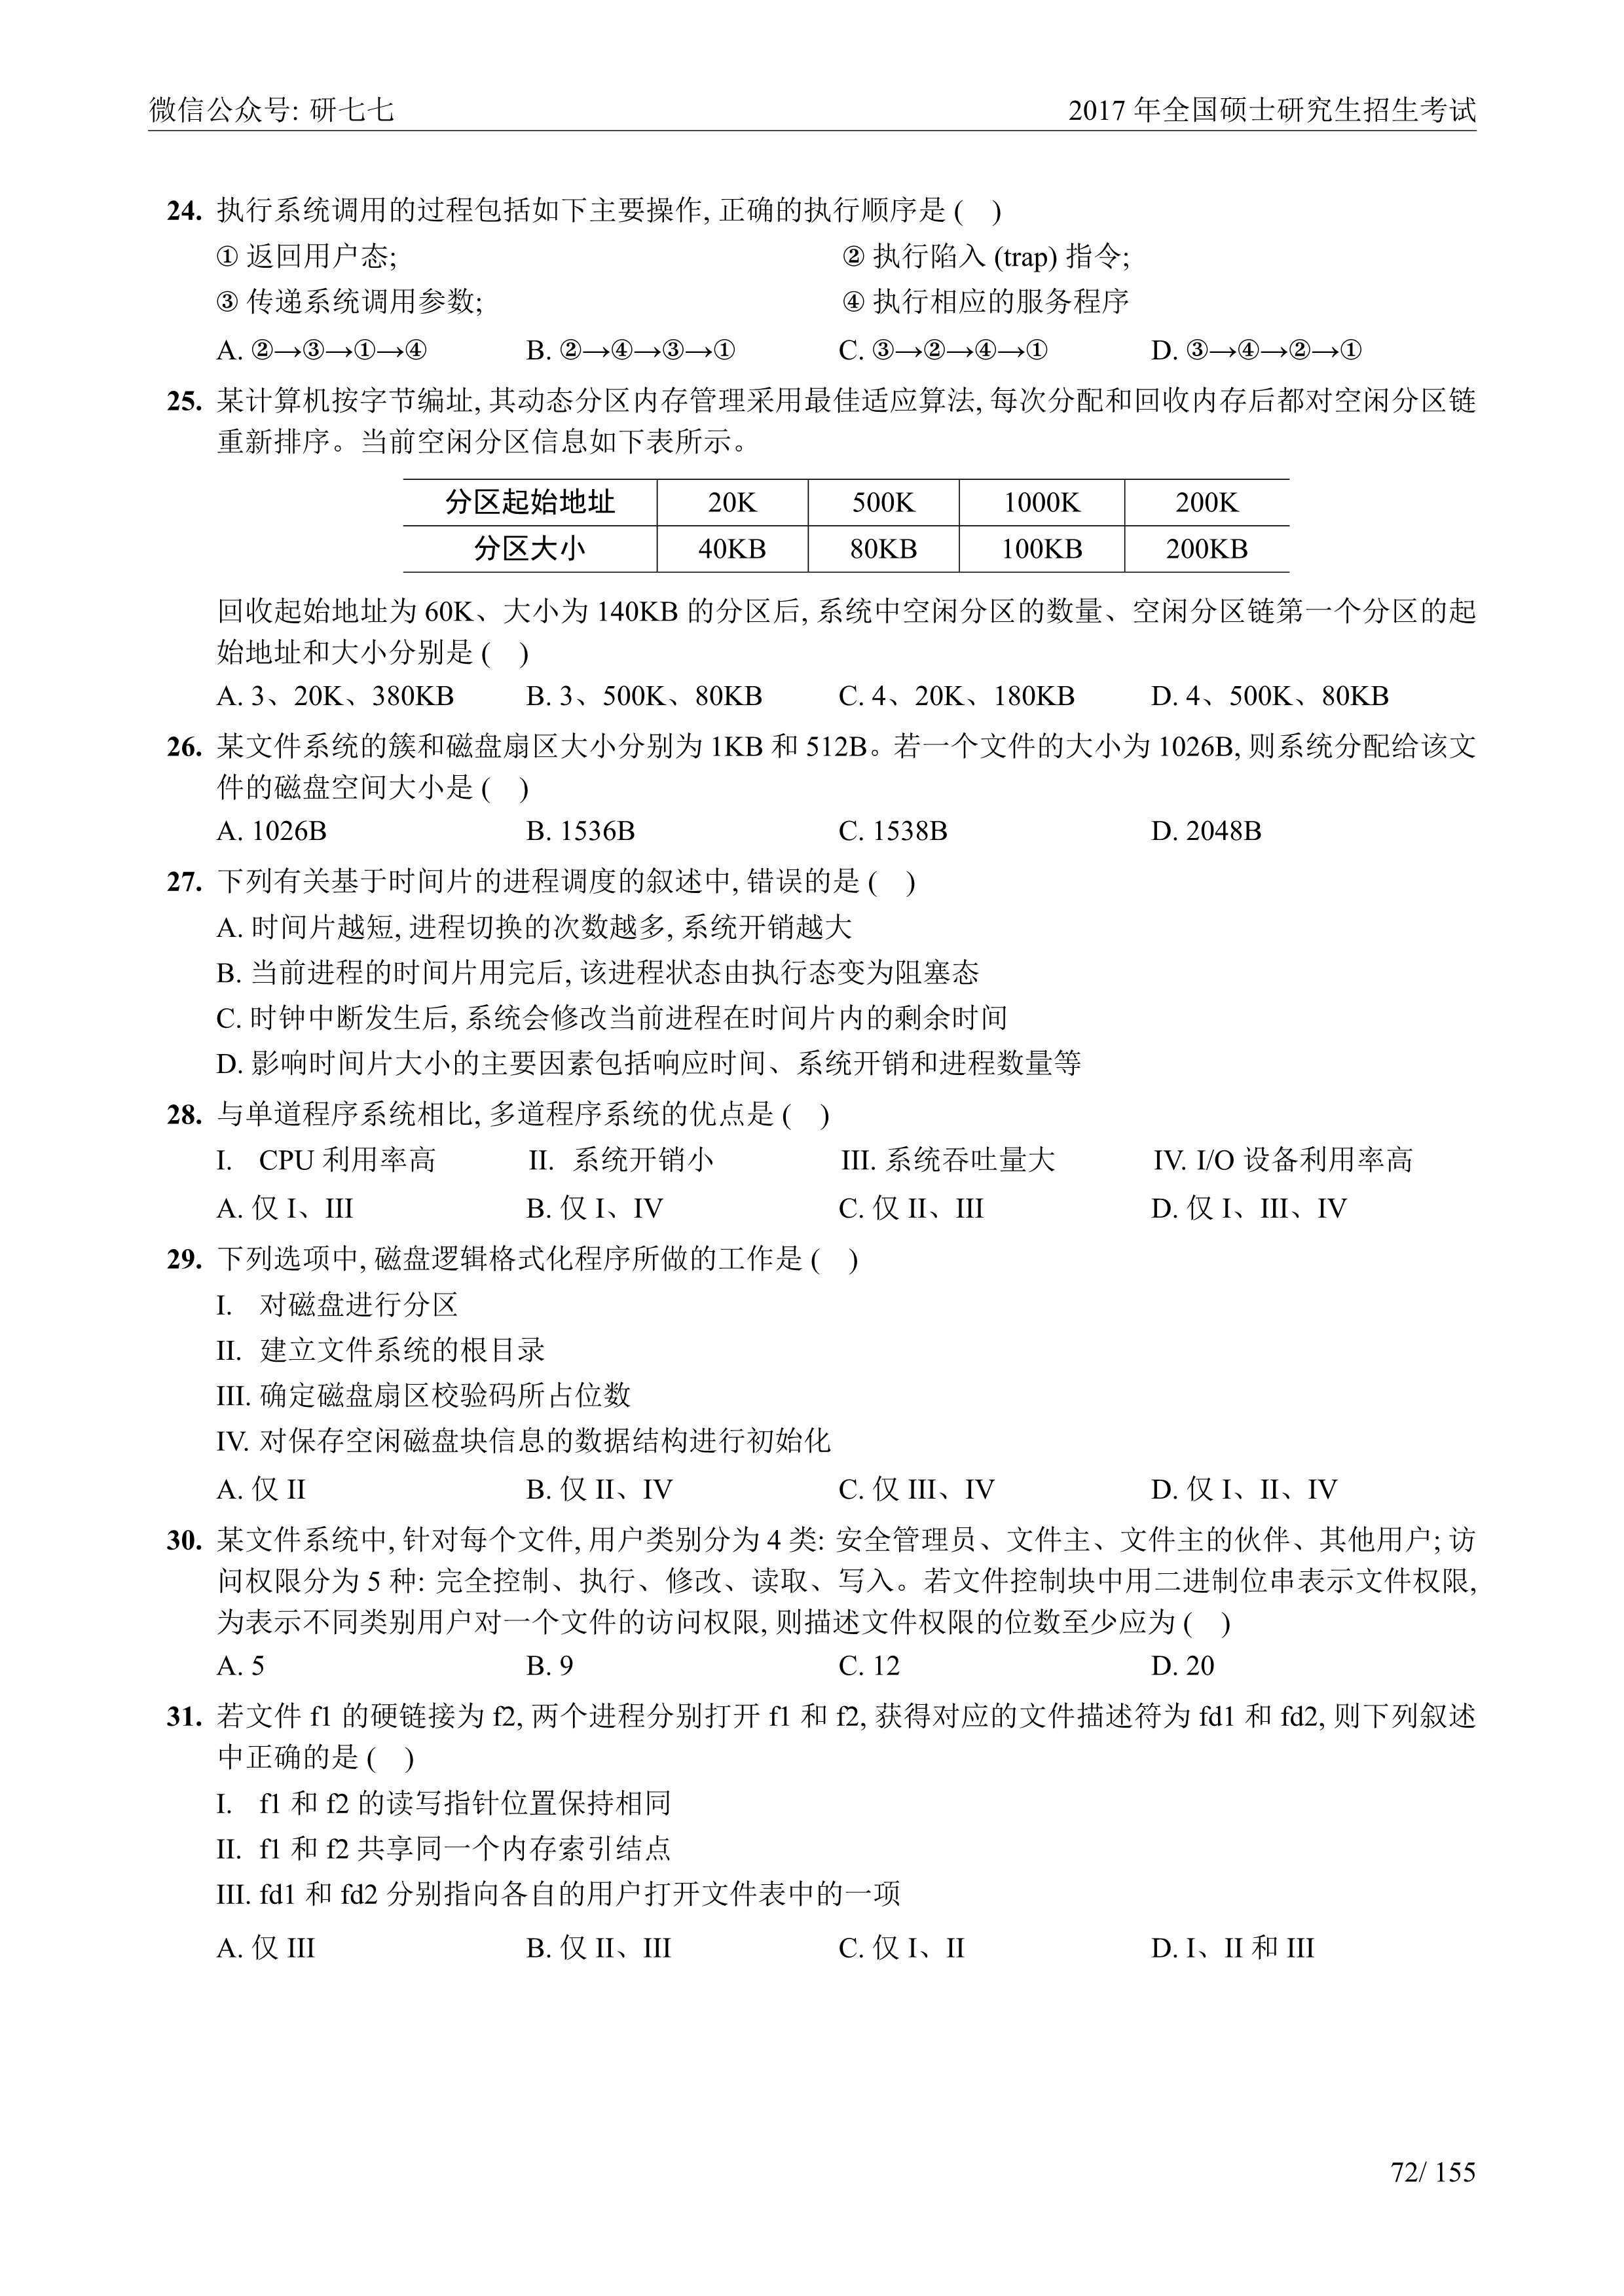 微信公众号: 研七七
2017 年全国硕士研究生招生考试
24. 执行系统调用的过程包括如下主要操作, 正确的执行顺序是 (   )
① 返回用户态;
② 执行陷入 (trap) 指令;
③ 传递系统调用参数;
④ 执行相应的服务程序
A. ②→③→①→④
B. ②→④→③→①
C. ③→②→④→①
D. ③→④→②→①
25. 某计算机按字节编址, 其动态分区内存管理采用最佳适应算法, 每次分配和回收内存后都对空闲分区链
重新排序。当前空闲分区信息如下表所示。
分区起始地址 20K 500K 1000K 200K
分区大小 40KB 80KB 100KB 200KB
回收起始地址为 60K、大小为 140KB 的分区后, 系统中空闲分区的数量、空闲分区链第一个分区的起
始地址和大小分别是 (   )
A. 3、20K、380KB
B. 3、500K、80KB
C. 4、20K、180KB
D. 4、500K、80KB
26. 某文件系统的簇和磁盘扇区大小分别为 1KB 和 512B。若一个文件的大小为 1026B, 则系统分配给该文
件的磁盘空间大小是 (   )
A. 1026B
B. 1536B
C. 1538B
D. 2048B
27. 下列有关基于时间片的进程调度的叙述中, 错误的是 (   )
A. 时间片越短, 进程切换的次数越多, 系统开销越大
B. 当前进程的时间片用完后, 该进程状态由执行态变为阻塞态
C. 时钟中断发生后, 系统会修改当前进程在时间片内的剩余时间
D. 影响时间片大小的主要因素包括响应时间、系统开销和进程数量等
28. 与单道程序系统相比, 多道程序系统的优点是 (   )
I. CPU 利用率高
II. 系统开销小
III. 系统吞吐量大
IV. I/O 设备利用率高
A. 仅 I、III
B. 仅 I、IV
C. 仅 II、III
D. 仅 I、III、IV
29. 下列选项中, 磁盘逻辑格式化程序所做的工作是 (   )
I. 对磁盘进行分区
II. 建立文件系统的根目录
III. 确定磁盘扇区校验码所占位数
IV. 对保存空闲磁盘块信息的数据结构进行初始化
A. 仅 II
B. 仅 II、IV
C. 仅 III、IV
D. 仅 I、II、IV
30. 某文件系统中, 针对每个文件, 用户类别分为 4 类: 安全管理员、文件主、文件主的伙伴、其他用户; 访
问权限分为 5 种: 完全控制、执行、修改、读取、写入。若文件控制块中用二进制位串表示文件权限,
为表示不同类别用户对一个文件的访问权限, 则描述文件权限的位数至少应为 (   )
A. 5
B. 9
C. 12
D. 20
31. 若文件 f1 的硬链接为 f2, 两个进程分别打开 f1 和 f2, 获得对应的文件描述符为 fd1 和 fd2, 则下列叙述
中正确的是 (   )
I. f1 和 f2 的读写指针位置保持相同
II. f1 和 f2 共享同一个内存索引结点
III. fd1 和 fd2 分别指向各自的用户打开文件表中的一项
A. 仅 III
B. 仅 II、III
C. 仅 I、II
D. I、II 和 III
72/ 155